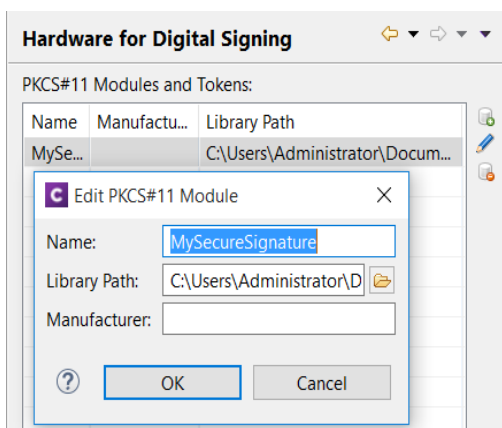 Hardware for Digital Signing
PKCS#11 Modules and Tokens:
Name Manufactu... Library Path
MySe... C:\Users\Administrator\Docum...
C Edit PKCS#11 Module
Name: MySecureSignature
Library Path: C:\Users\Administrator\D
Manufacturer:
? OK Cancel